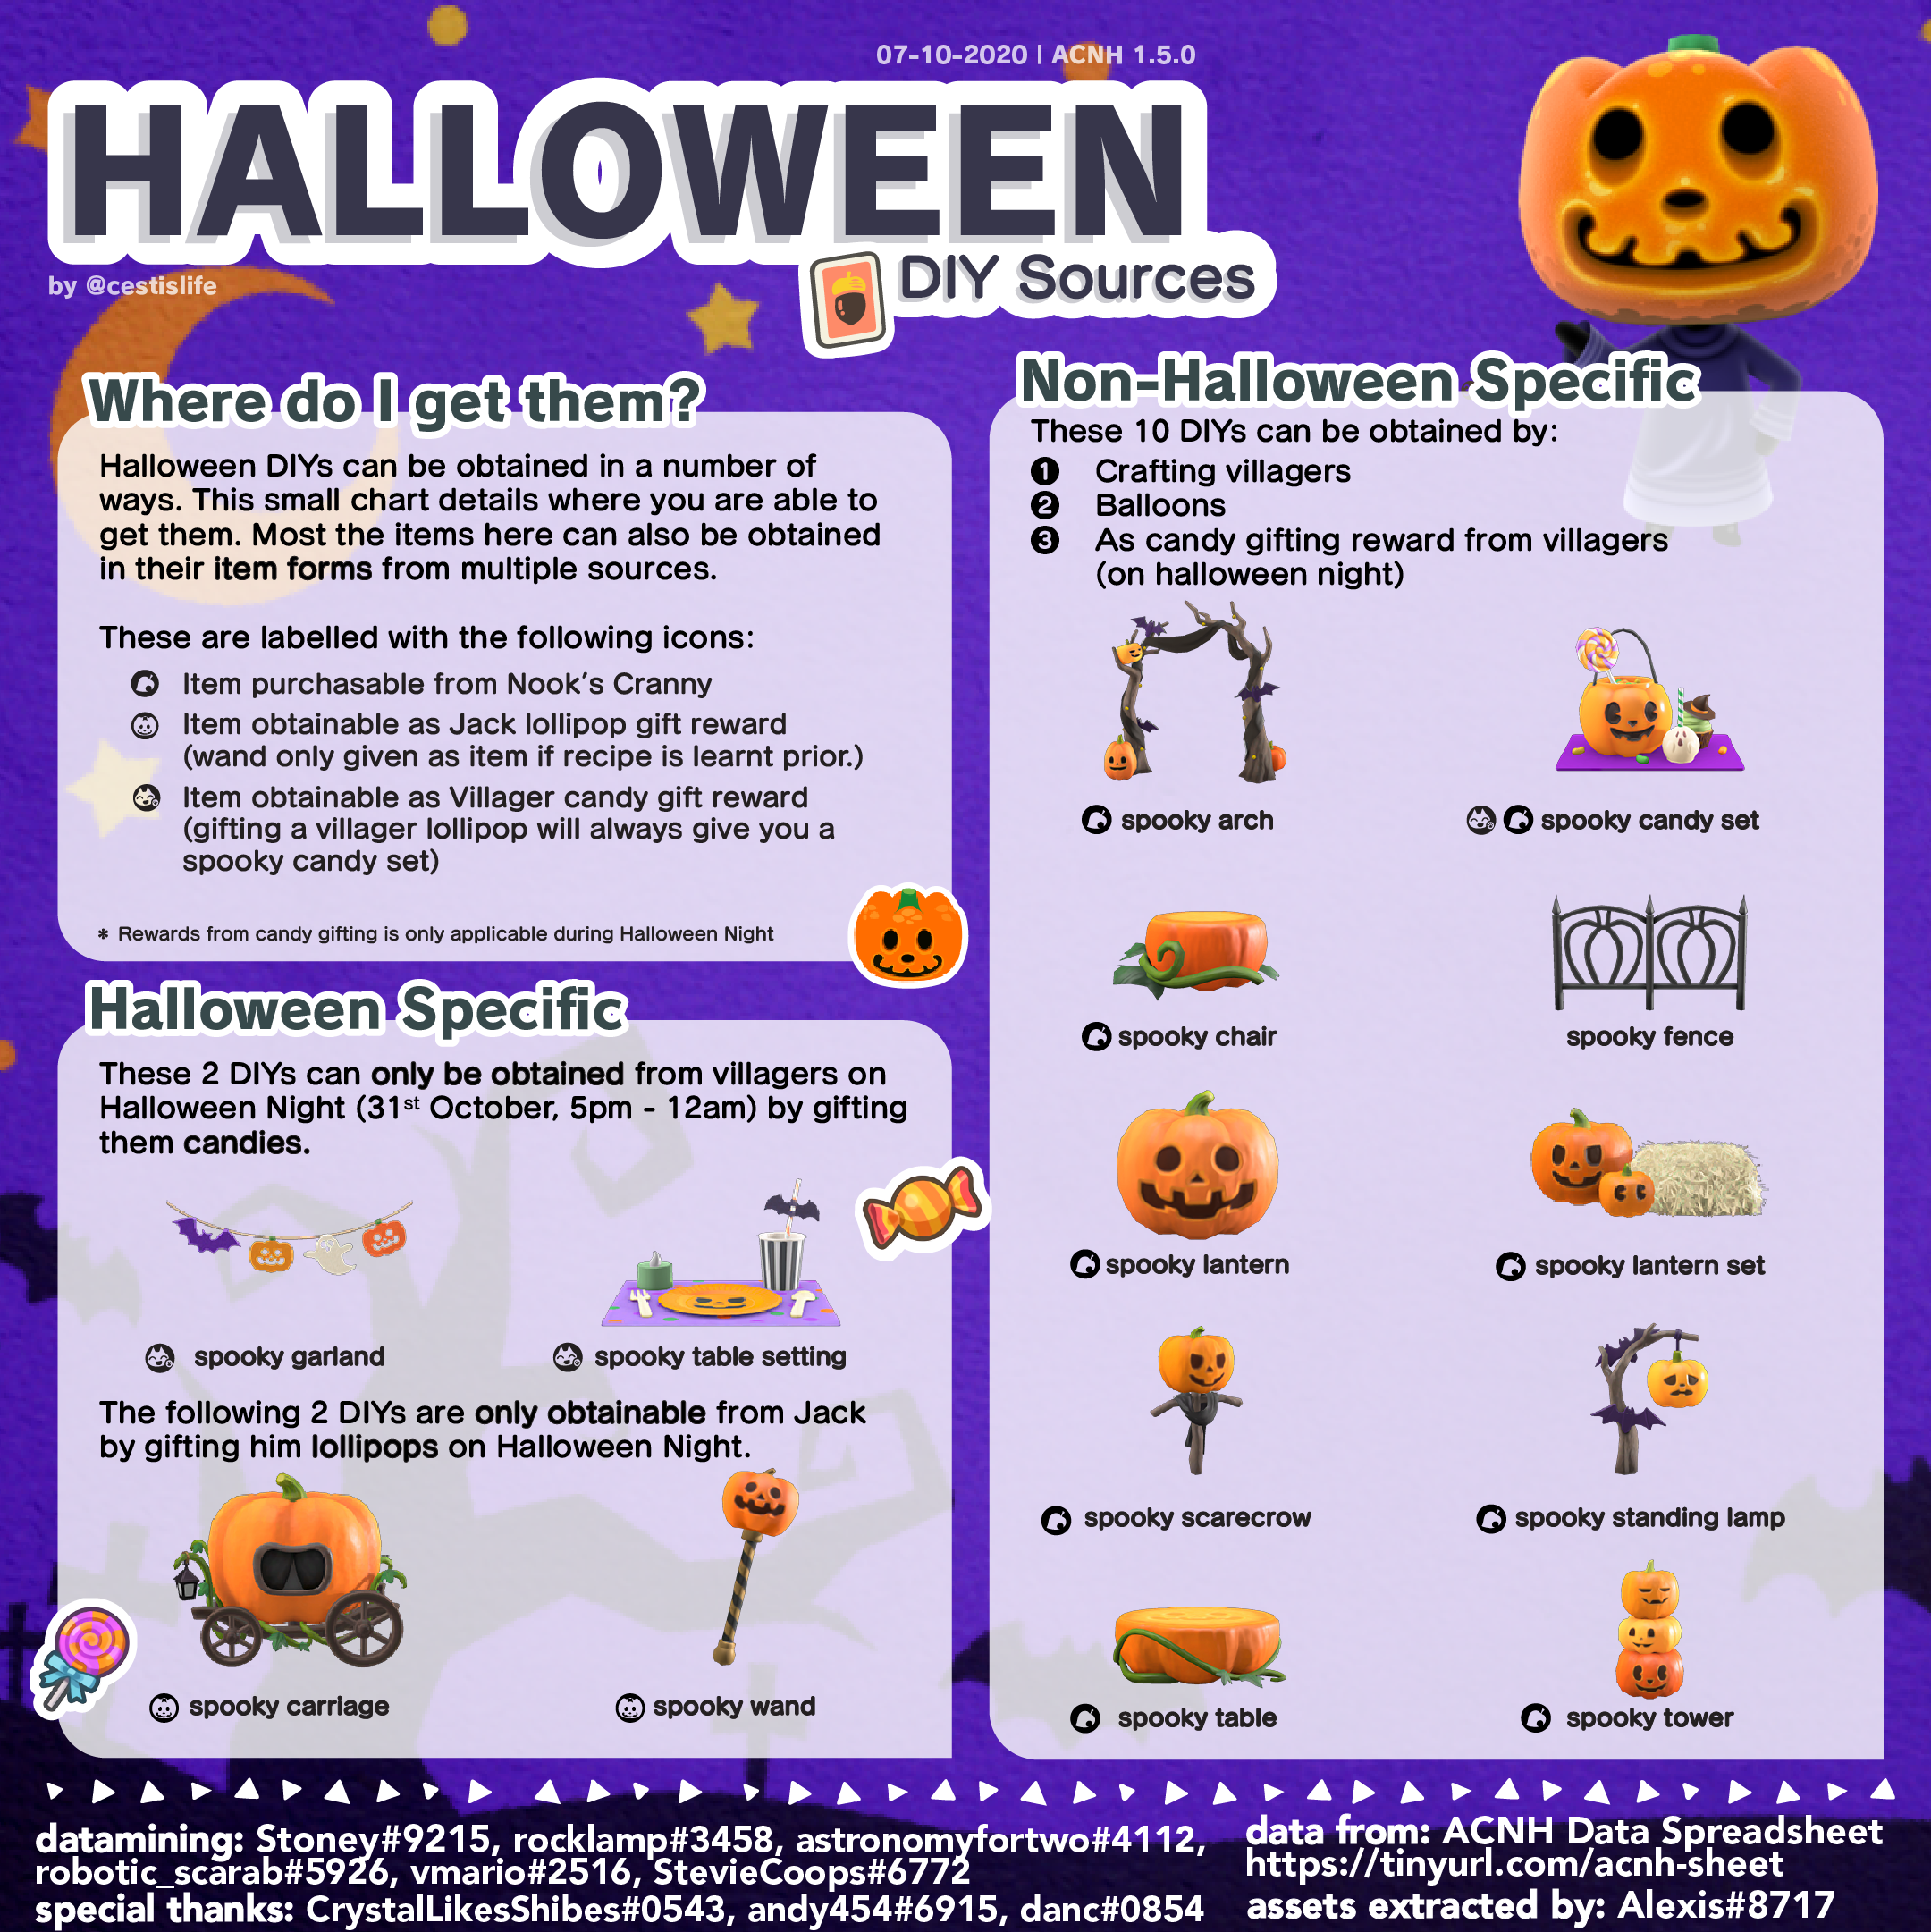 07-10-2020 | ACNH 1.5.0
HALLOWEEN
DIY Sources
by @cestislife
Where do I get them?
Halloween DIYs can be obtained in a number of
ways. This small chart details where you are able to
get them. Most the items here can also be obtained
in their item forms from multiple sources.
These are labelled with the following icons:
Item purchasable from Nook's Cranny
Item obtainable as Jack lollipop gift reward
(wand only given as item if recipe is learnt prior.)
Item obtainable as Villager candy gift reward
(gifting a villager lollipop will always give you a
spooky candy set)
* Rewards from candy gifting is only applicable during Halloween Night
Halloween Specific
These 2 DIYs can only be obtained from villagers on
Halloween Night (31st October, 5pm - 12am) by gifting
them candies.
spooky garland
spooky table setting
The following 2 DIYs are only obtainable from Jack
by gifting him lollipops on Halloween Night.
spooky carriage
spooky wand
Non-Halloween Specific
These 10 DIYs can be obtained by:
1 Crafting villagers
2 Balloons
3 As candy gifting reward from villagers
(on halloween night)
spooky arch
spooky candy set
spooky chair
spooky fence
spooky lantern
spooky lantern set
spooky scarecrow
spooky standing lamp
spooky table
spooky tower
datamining: Stoney#9215, rocklamp#3458, astronomyfortwo#4112,
robotic_scarab#5926, vmario#2516, StevieCoops#6772
special thanks: CrystalLikesShibes#0543, andy454#6915, danc#0854
data from: ACNH Data Spreadsheet
https://tinyurl.com/acnh-sheet
assets extracted by: Alexis#8717